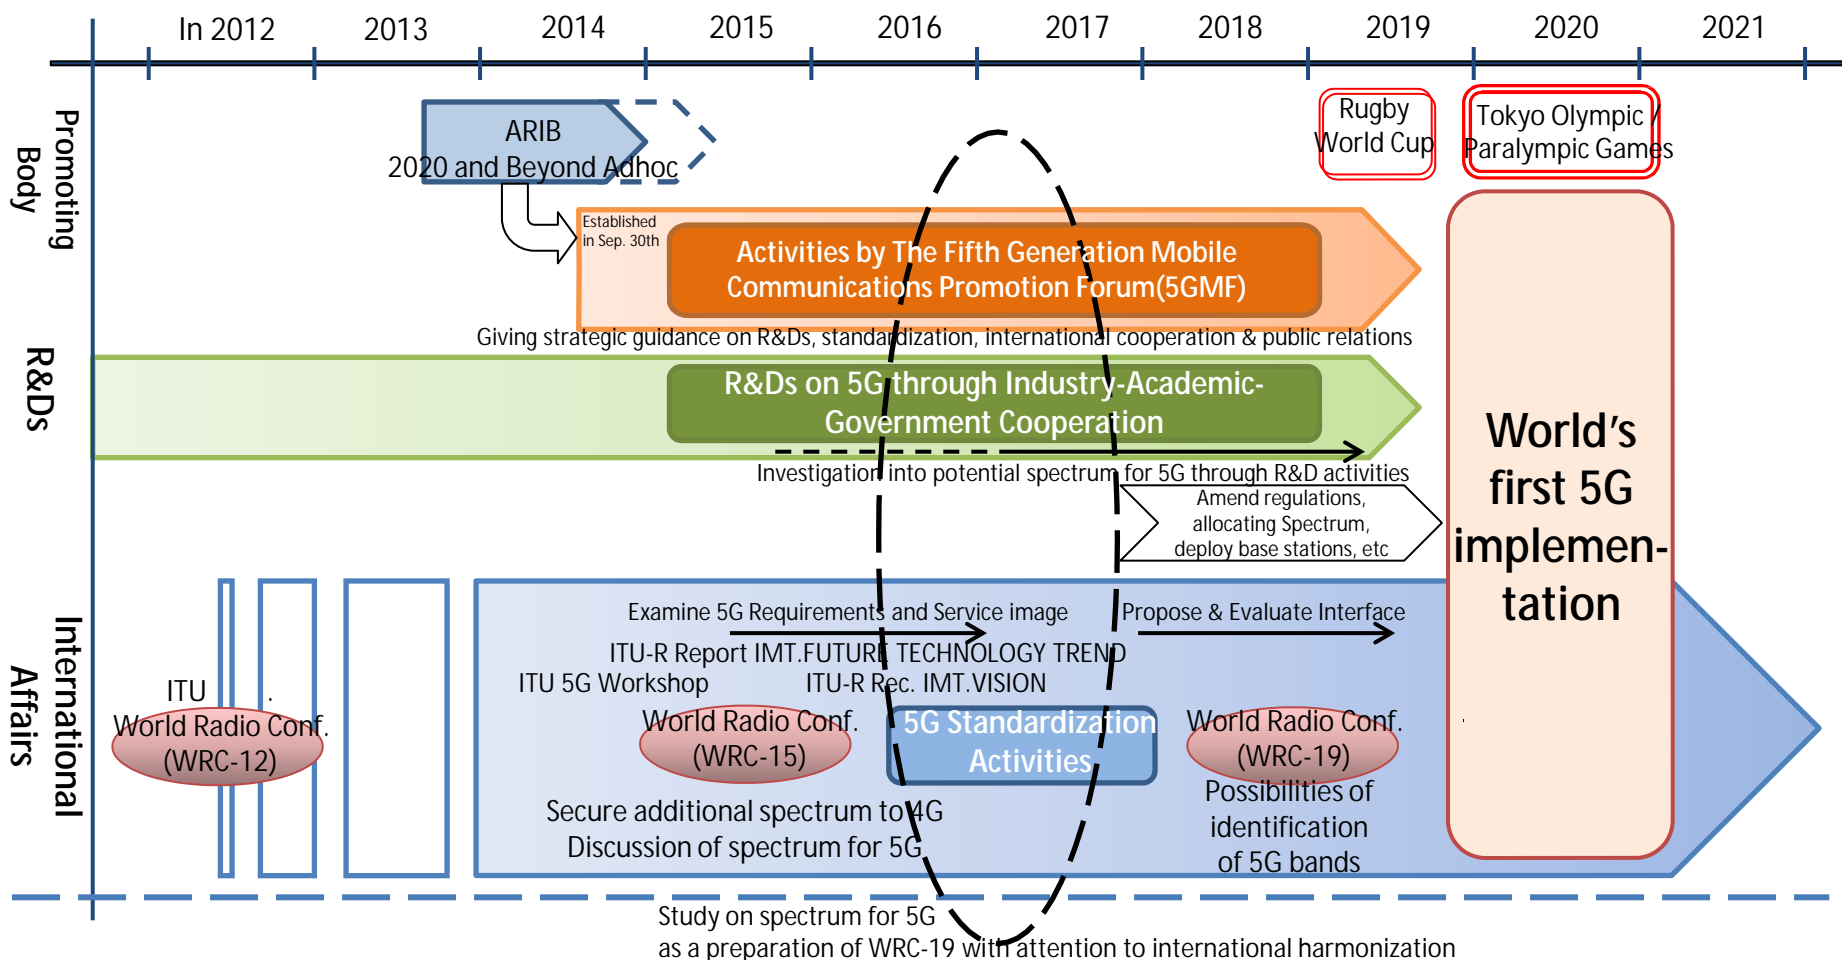 In 2012 2013 2014 2015 2016 2017 2018 2019 2020 2021
Promoting
Body
ARIB
2020 and Beyond Adhoc
Rugby
World Cup
Tokyo Olympic /
Paralympic Games
Established
in Sep. 30th
Activities by The Fifth Generation Mobile
Communications Promotion Forum(5GMF)
Giving strategic guidance on R&Ds, standardization, international cooperation & public relations
R&Ds
R&Ds on 5G through Industry-Academic-
Government Cooperation
Investigation into potential spectrum for 5G through R&D activities
Amend regulations,
allocating Spectrum,
deploy base stations, etc
World's
first 5G
implemen-
tation
International
Affairs
Examine 5G Requirements and Service image
Propose & Evaluate Interface
ITU-R Report IMT.FUTURE TECHNOLOGY TREND
ITU 5G Workshop
ITU-R Rec. IMT.VISION
ITU .
World Radio Conf.
(WRC-12)
World Radio Conf.
(WRC-15)
5G Standardization
Activities
World Radio Conf.
(WRC-19)
Secure additional spectrum to 4G
Discussion of spectrum for 5G
Possibilities of
identification
of 5G bands
Study on spectrum for 5G
as a preparation of WRC-19 with attention to international harmonization